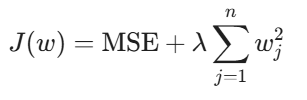 J(w) = MSE + λ ∑_{j=1}^{n} w_j^2